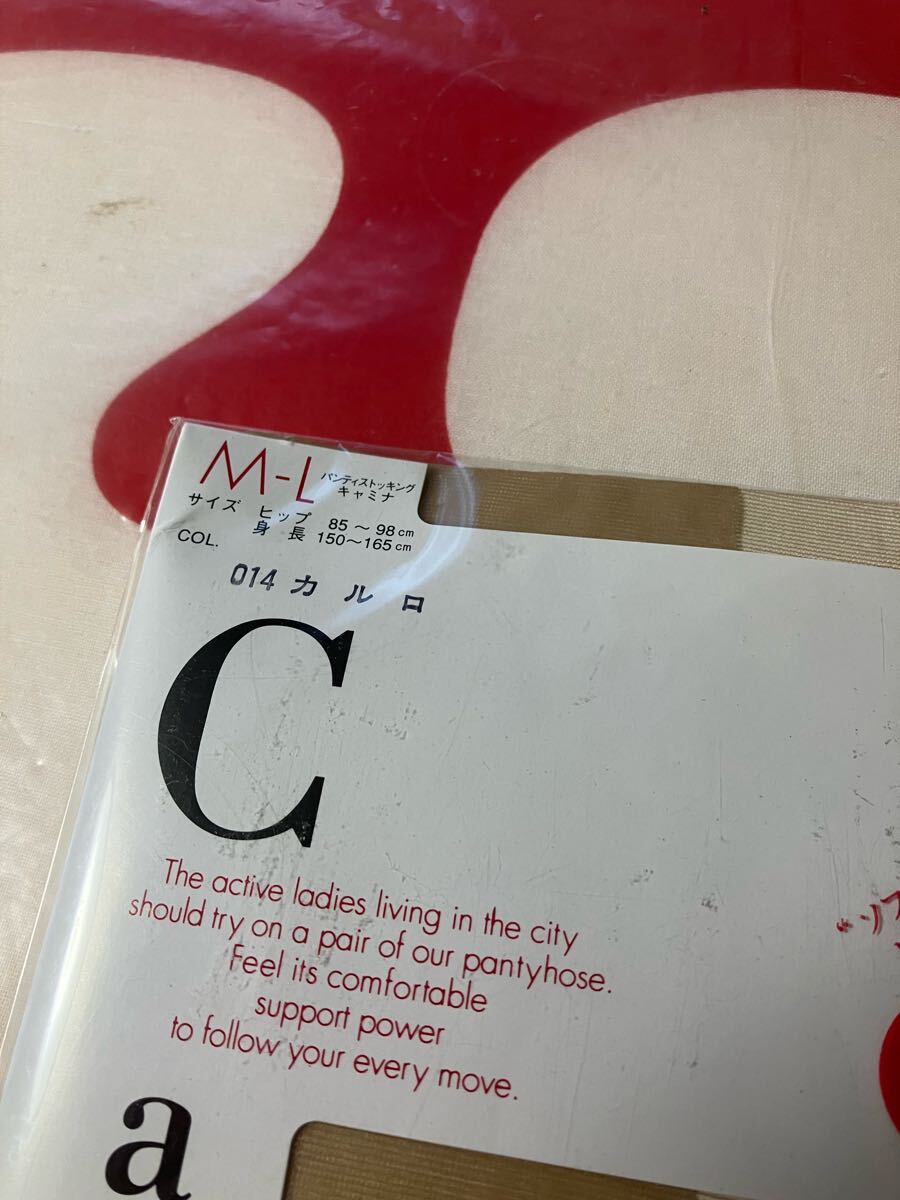 M-L
パンティストッキング
キャミナ
サイズ ヒップ 85～98cm
身長 150～165cm
COL.
014 カルロ
C
The active ladies living in the city
should try on a pair of our pantyhose.
Feel its comfortable
support power
to follow your every move.
a